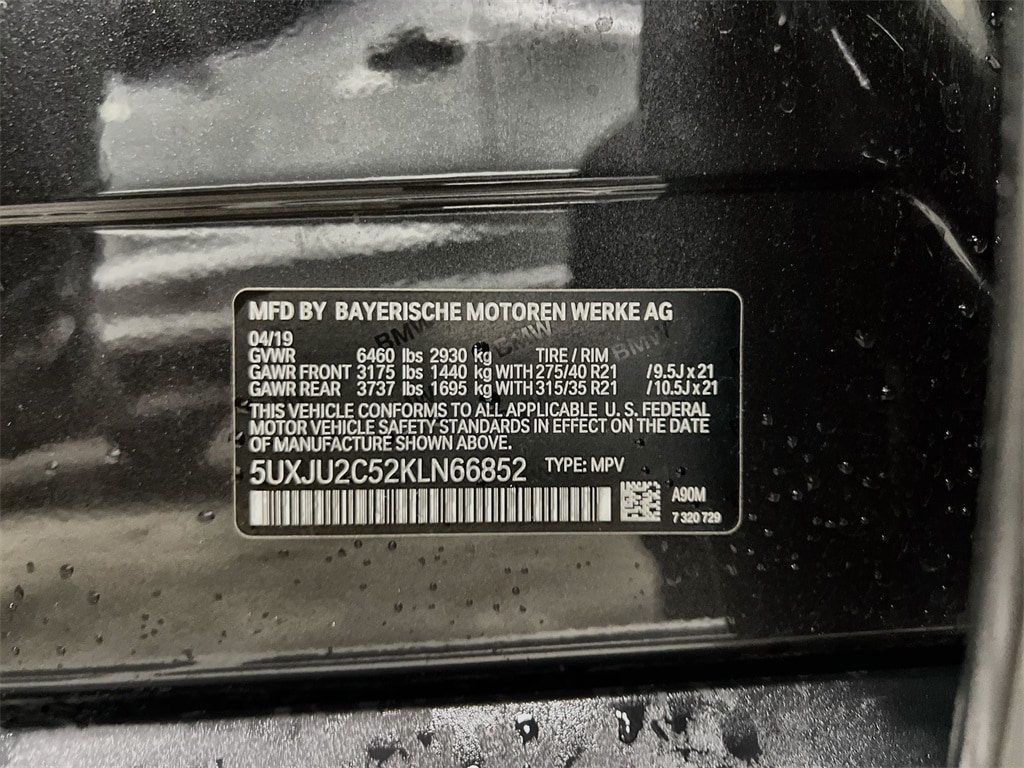 MFD BY BAYERISCHE MOTOREN WERKE AG
04/19
GVWR 6460 lbs 2930 kg TIRE / RIM
GAWR FRONT 3175 lbs 1440 kg WITH 275/40 R21 / 9.5J x 21
GAWR REAR 3737 lbs 1695 kg WITH 315/35 R21 / 10.5J x 21
THIS VEHICLE CONFORMS TO ALL APPLICABLE U. S. FEDERAL
MOTOR VEHICLE SAFETY STANDARDS IN EFFECT ON THE DATE
OF MANUFACTURE SHOWN ABOVE.
5UXJU2C52KLN66852 TYPE: MPV
A90M
7 320 729
BMW BMW BMW